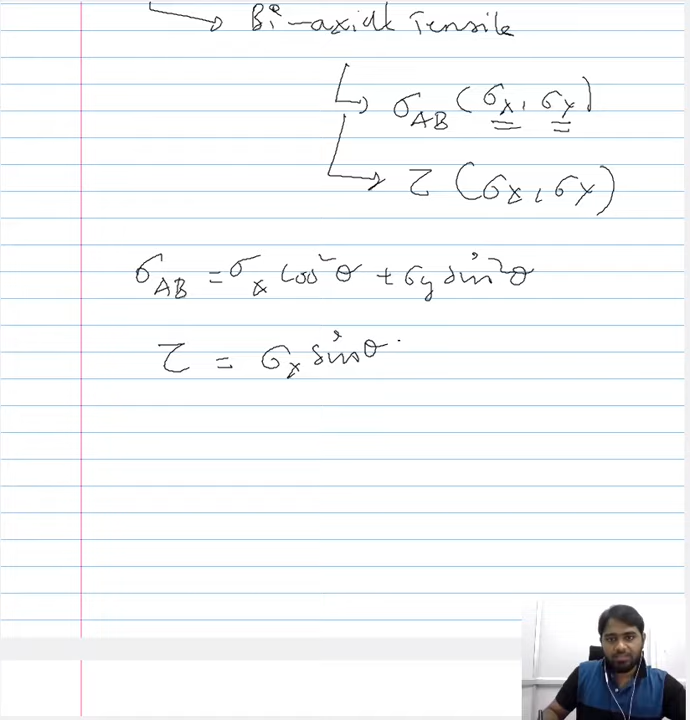 Bi-axial Tensile
σAB (σx, σy)
τ (σx, σy)
σAB = σx cos²θ + σy sin²θ
τ = σx sinθ